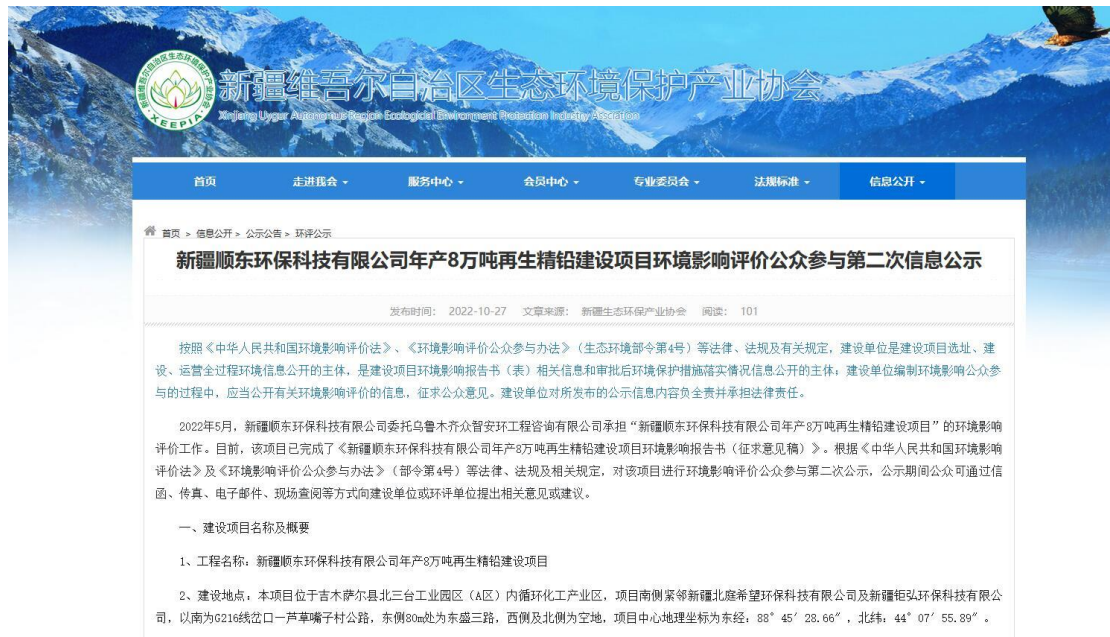 新疆维吾尔自治区生态环境保护产业协会
Xinjiang Uygur Autonomous Region Ecological Environment Protection Industry Association
新疆维吾尔自治区生态环境保护产业协会
XEEPIA
首页 走进我会 服务中心 会员中心 专业委员会 法规标准 信息公开
首页 > 信息公开 > 公示公告 > 环评公示
新疆顺东环保科技有限公司年产8万吨再生精铅建设项目环境影响评价公众参与第二次信息公示
发布时间: 2022-10-27 文章来源: 新疆生态环保产业协会 阅读: 101
按照《中华人民共和国环境影响评价法》、《环境影响评价公众参与办法》(生态环境部令第4号)等法律、法规及有关规定,建设单位是建设项目选址、建
设、运营全过程环境信息公开的主体,是建设项目环境影响报告书(表)相关信息和审批后环境保护措施落实情况信息公开的主体;建设单位编制环境影响公众参
与的过程中,应当公开有关环境影响评价的信息,征求公众意见。建设单位对所发布的公示信息内容负全责并承担法律责任。
2022年5月,新疆顺东环保科技有限公司委托乌鲁木齐众智安环工程咨询有限公司承担“新疆顺东环保科技有限公司年产8万吨再生精铅建设项目”的环境影响
评价工作。目前,该项目已完成了《新疆顺东环保科技有限公司年产8万吨再生精铅建设项目环境影响报告书(征求意见稿)》。根据《中华人民共和国环境影响
评价法》及《环境影响评价公众参与办法》(部令第4号)等法律、法规及相关规定,对该项目进行环境影响评价公众参与第二次公示,公示期间公众可通过信
函、传真、电子邮件、现场查阅等方式向建设单位或环评单位提出相关意见或建议。
一、建设项目名称及概要
1、工程名称:新疆顺东环保科技有限公司年产8万吨再生精铅建设项目
2、建设地点:本项目位于吉木萨尔县北三台工业园区(A区)内循环化工产业区,项目南侧紧邻新疆北庭希望环保科技有限公司及新疆钜弘环保科技有限公
司,以南为G216线岔口—芦草嘴子村公路,东侧80m处为东盛三路,西侧及北侧为空地,项目中心地理坐标为东经:88° 45′ 28.66″,北纬:44° 07′ 55.89″。